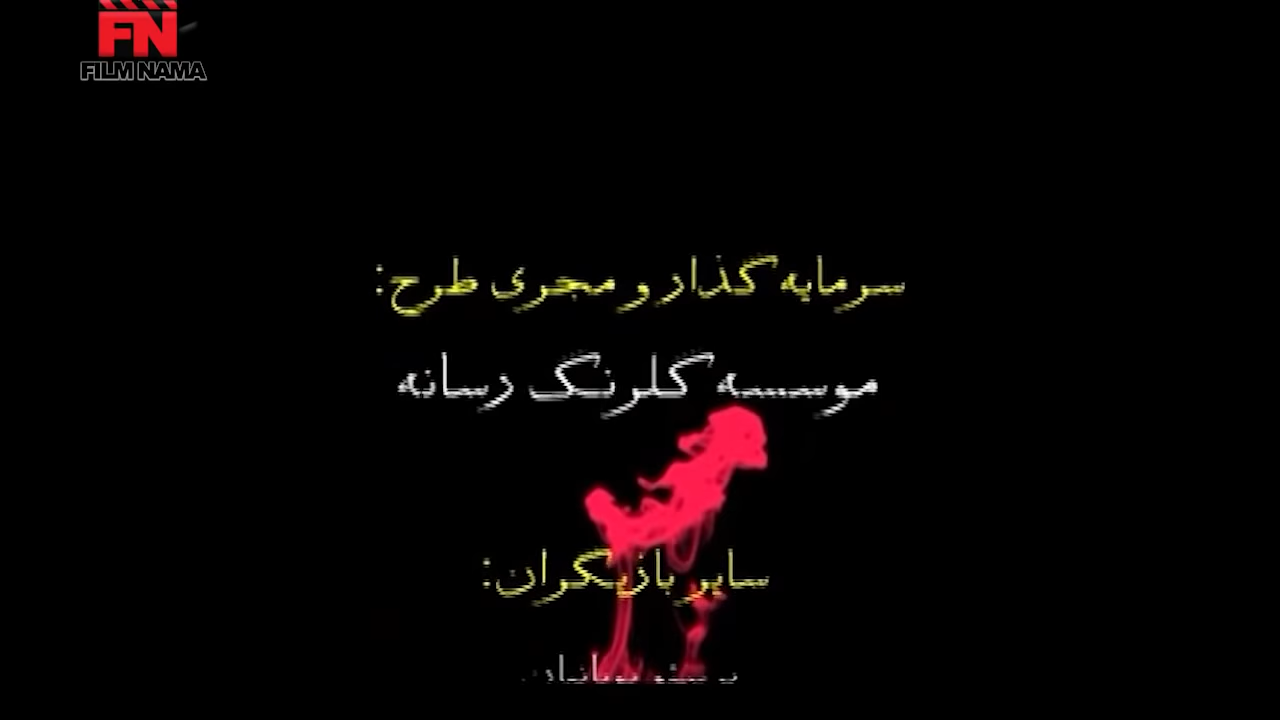 FN
FILM NAMA
سرمایه گذار و مجری طرح:
موسسه گلرنگ رسانه
سایر بازیگران: